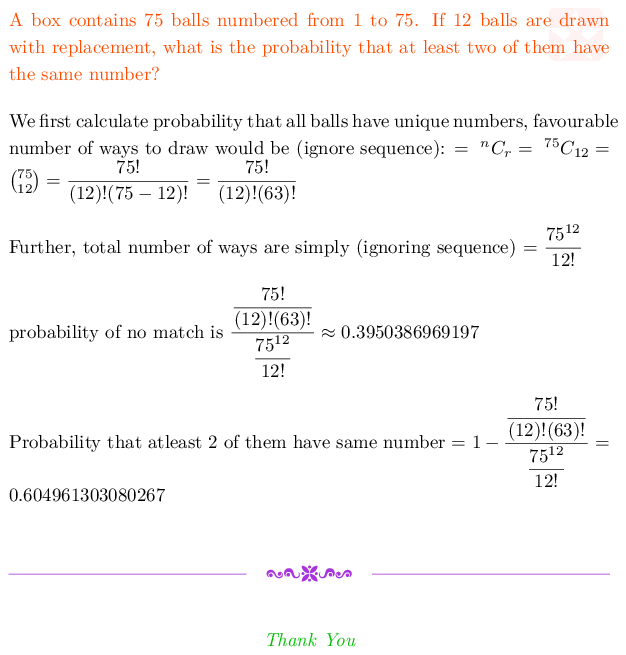 A box contains 75 balls numbered from 1 to 75. If 12 balls are drawn
with replacement, what is the probability that at least two of them have
the same number?
We first calculate probability that all balls have unique numbers, favourable
number of ways to draw would be (ignore sequence): = ⁿCᵣ = ⁷⁵C₁₂ =
\binom{75}{12} = \frac{75!}{(12)!(75 − 12)!} = \frac{75!}{(12)!(63)!}
Further, total number of ways are simply (ignoring sequence) = \frac{75^{12}}{12!}
probability of no match is \frac{\frac{75!}{(12)!(63)!}}{\frac{75^{12}}{12!}} ≈ 0.3950386969197
Probability that atleast 2 of them have same number = 1 − \frac{\frac{75!}{(12)!(63)!}}{\frac{75^{12}}{12!}} =
0.604961303080267
Thank You